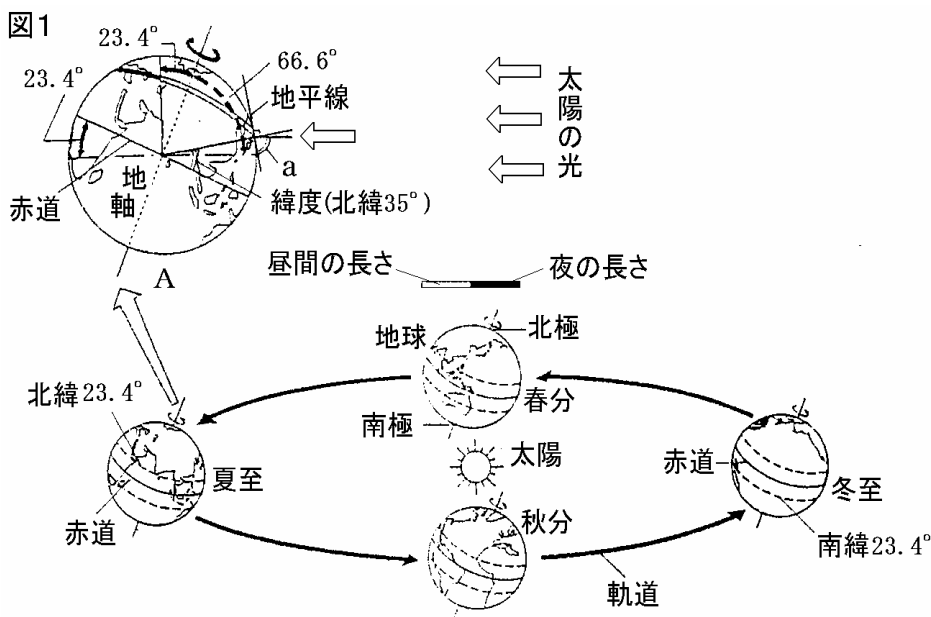 図1
23.4°
66.6°
23.4°
地平線
太陽の光
a
地軸
緯度(北緯35°)
赤道
A
昼間の長さ
夜の長さ
地球
北極
北緯23.4°
春分
南極
太陽
赤道
夏至
赤道
冬至
秋分
南緯23.4°
軌道